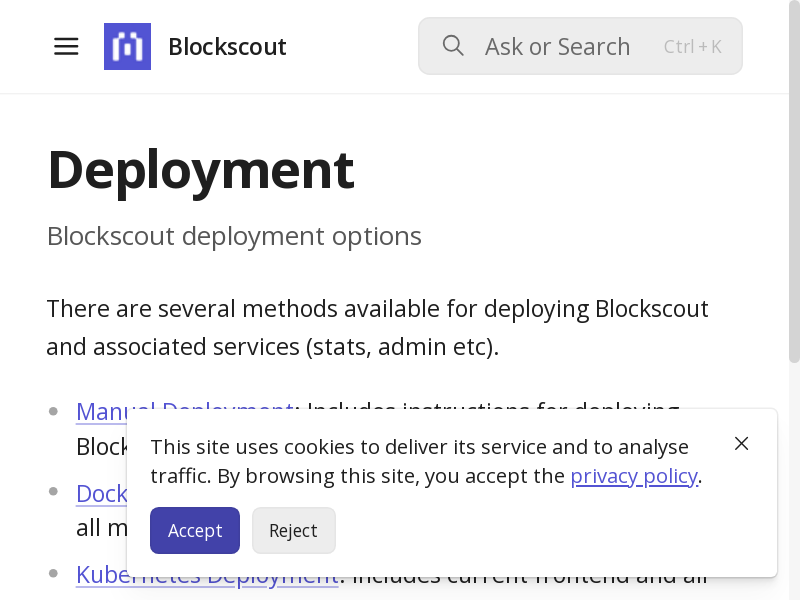 Blockscout
Ask or Search
Ctrl + K
Deployment
Blockscout deployment options
There are several methods available for deploying Blockscout
and associated services (stats, admin etc).
Manual Deployment: Includes instructions for deploying
Block
Dock
all m
Kubernetes Deployment: Includes current frontend and all
This site uses cookies to deliver its service and to analyse
traffic. By browsing this site, you accept the privacy policy.
Accept
Reject